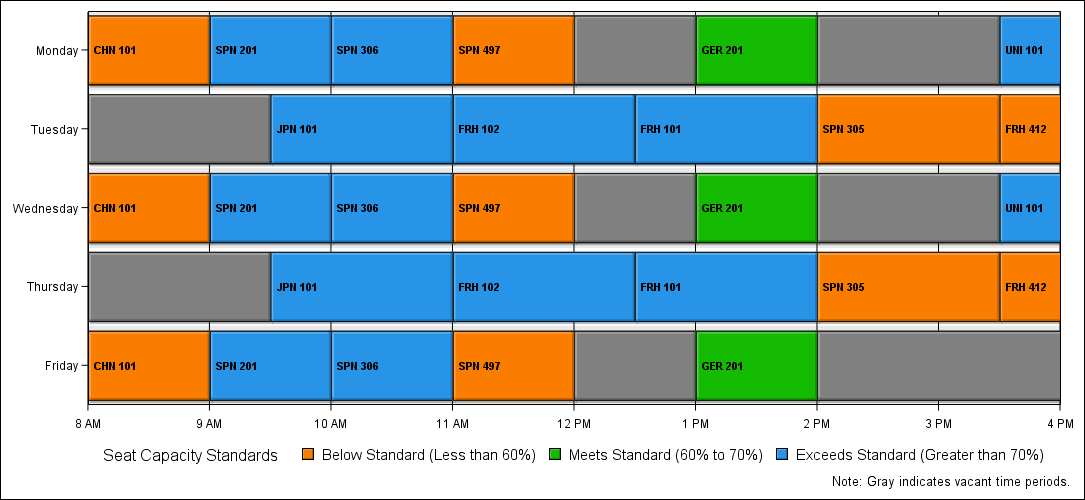 Monday CHN 101 SPN 201 SPN 306 SPN 497 GER 201 UNI 101
Tuesday JPN 101 FRH 102 FRH 101 SPN 305 FRH 412
Wednesday CHN 101 SPN 201 SPN 306 SPN 497 GER 201 UNI 101
Thursday JPN 101 FRH 102 FRH 101 SPN 305 FRH 412
Friday CHN 101 SPN 201 SPN 306 SPN 497 GER 201
8 AM 9 AM 10 AM 11 AM 12 PM 1 PM 2 PM 3 PM 4 PM
Seat Capacity Standards Below Standard (Less than 60%) Meets Standard (60% to 70%) Exceeds Standard (Greater than 70%)
Note: Gray indicates vacant time periods.